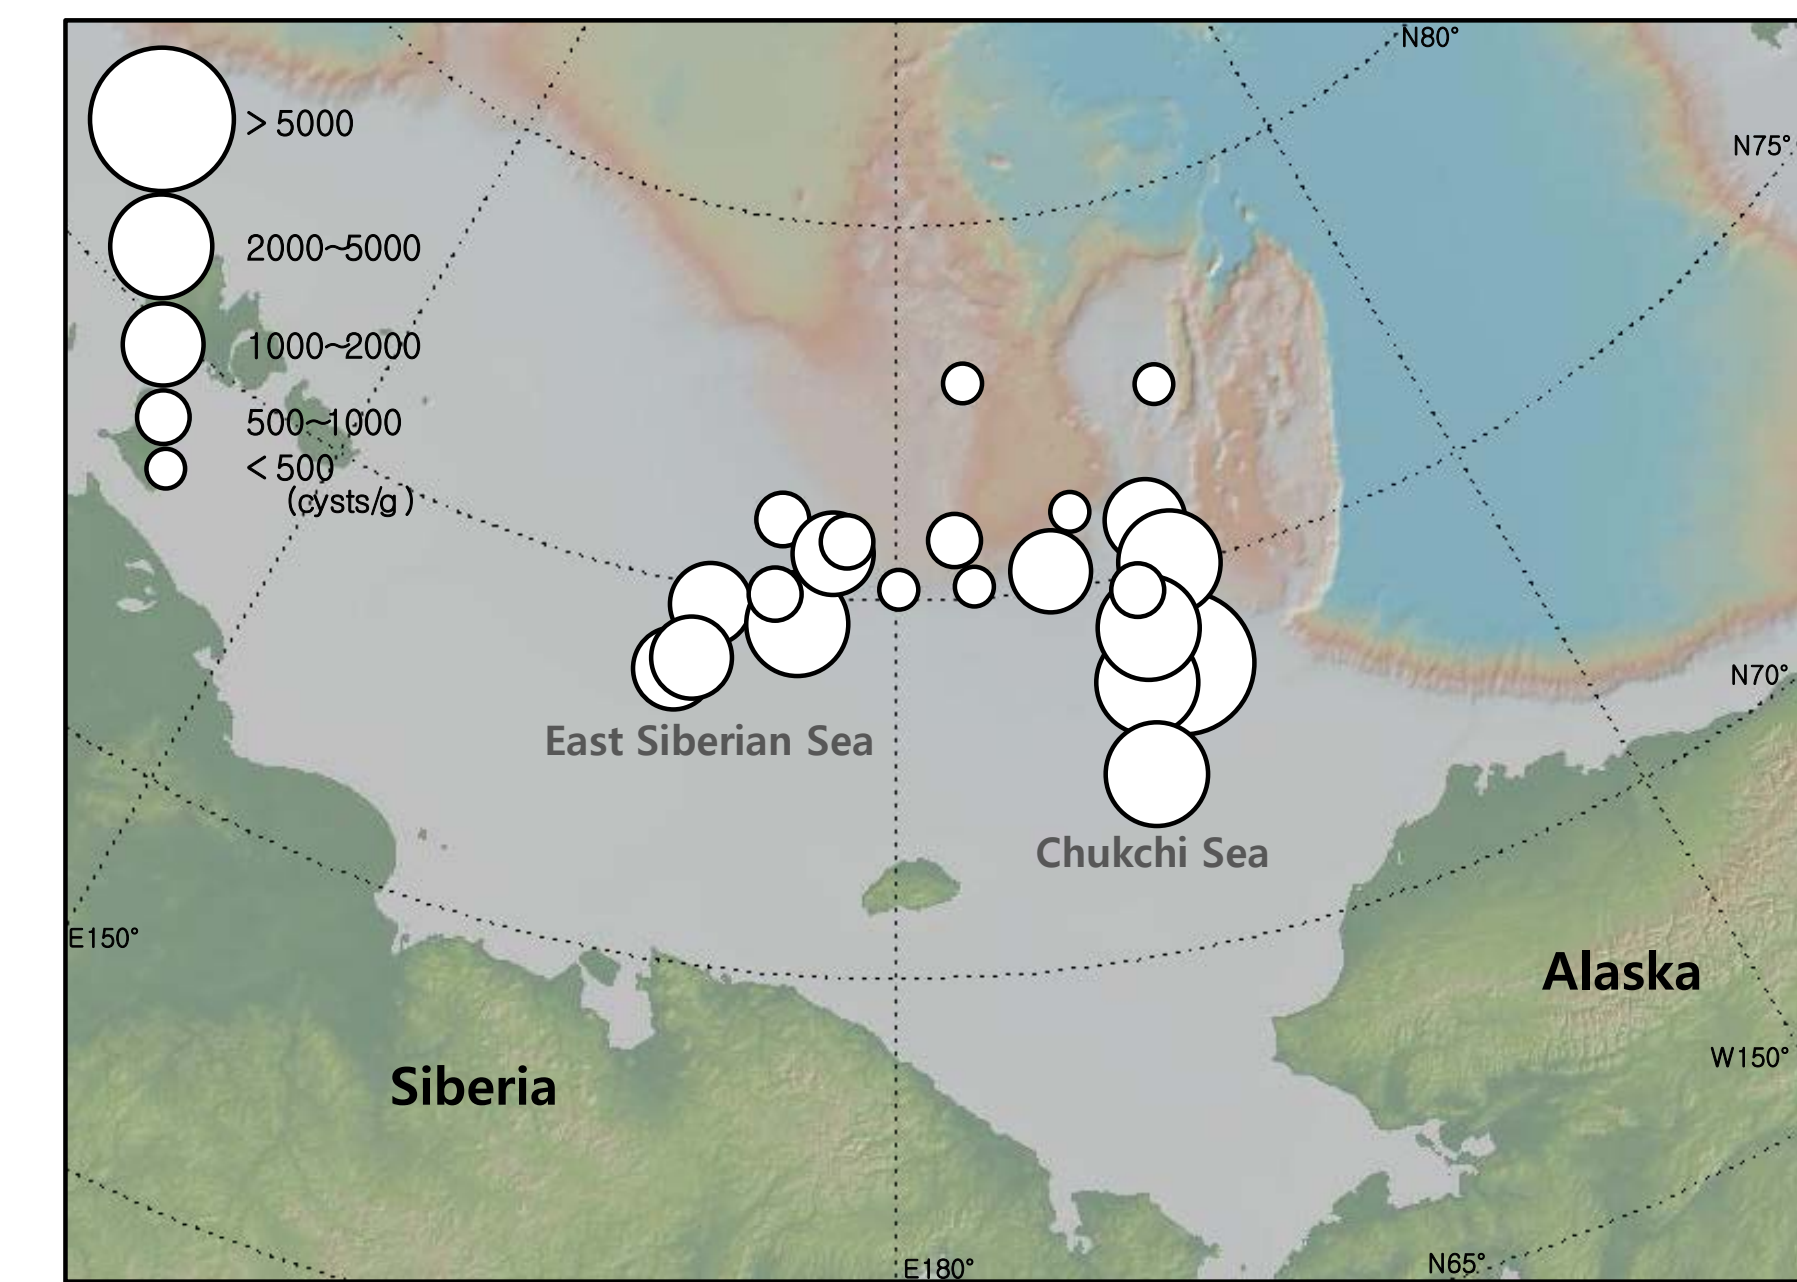 N80°
> 5000
N75°
2000~5000
1000~2000
500~1000
< 500
(cysts/g)
N70°
East Siberian Sea
Chukchi Sea
E150°
Alaska
W150°
Siberia
E180°
N65°